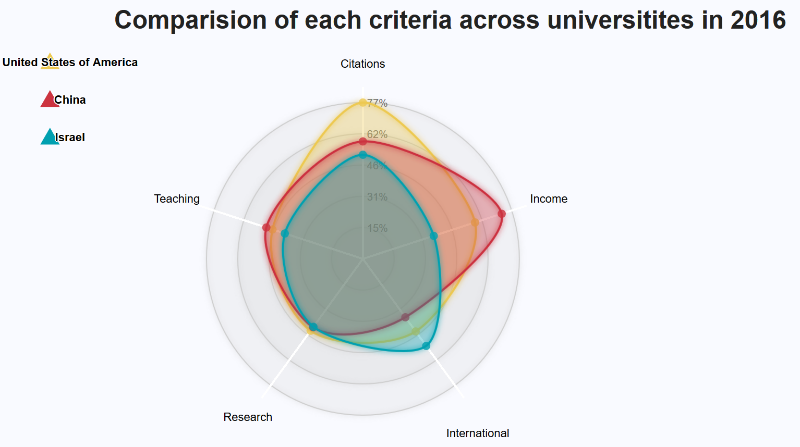 Comparision of each criteria across universitites in 2016
United States of America
China
Israel
Citations
77%
62%
46%
31%
15%
Teaching
Income
Research
International